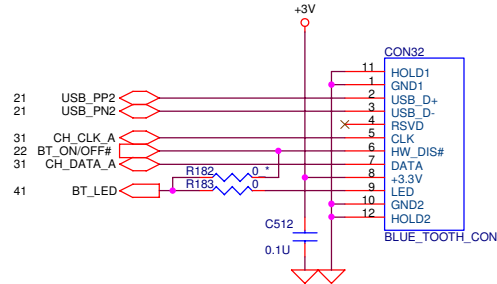 +3V
CON32
11 HOLD1
1 GND1
21 USB_PP2 2 USB_D+
21 USB_PN2 3 USB_D-
4 RSVD
31 CH_CLK_A 5 CLK
22 BT_ON/OFF# 6 HW_DIS#
31 CH_DATA_A 7 DATA
R182 0_* 8 +3.3V
41 BT_LED R183 0 9 LED
10 GND2
12 HOLD2
C512
0.1U
BLUE_TOOTH_CON